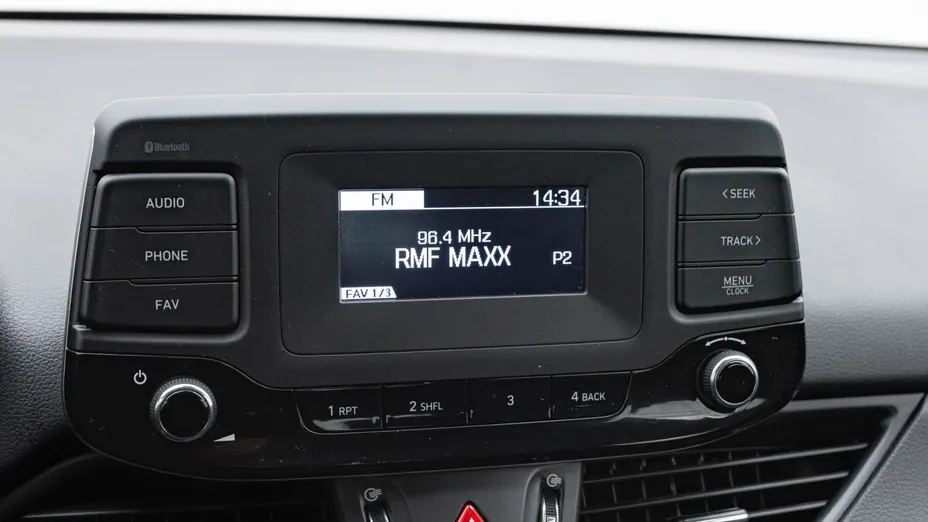 Bluetooth
AUDIO
PHONE
FAV
FM 14:34
96.4 MHz
RMF MAXX P2
FAV 1/3
< SEEK
TRACK >
MENU
CLOCK
1 RPT
2 SHFL
3
4 BACK